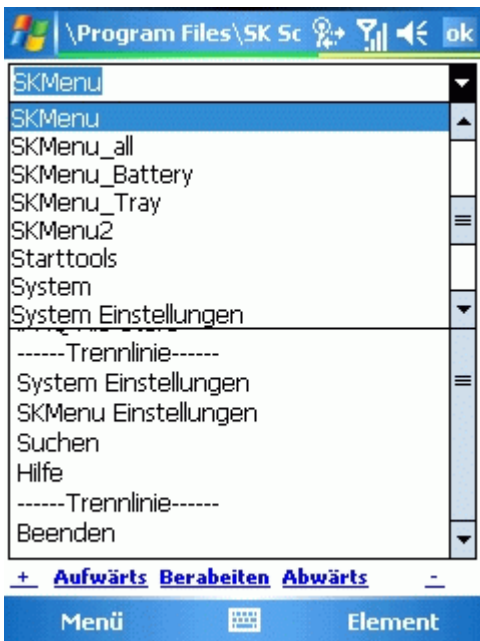 \Program Files\SK Sc ok
SKMenu
SKMenu
SKMenu_all
SKMenu_Battery
SKMenu_Tray
SKMenu2
Starttools
System
System Einstellungen
------Trennlinie------
System Einstellungen
SKMenu Einstellungen
Suchen
Hilfe
------Trennlinie------
Beenden
+ Aufwärts Berabeiten Abwärts -
Menü Element